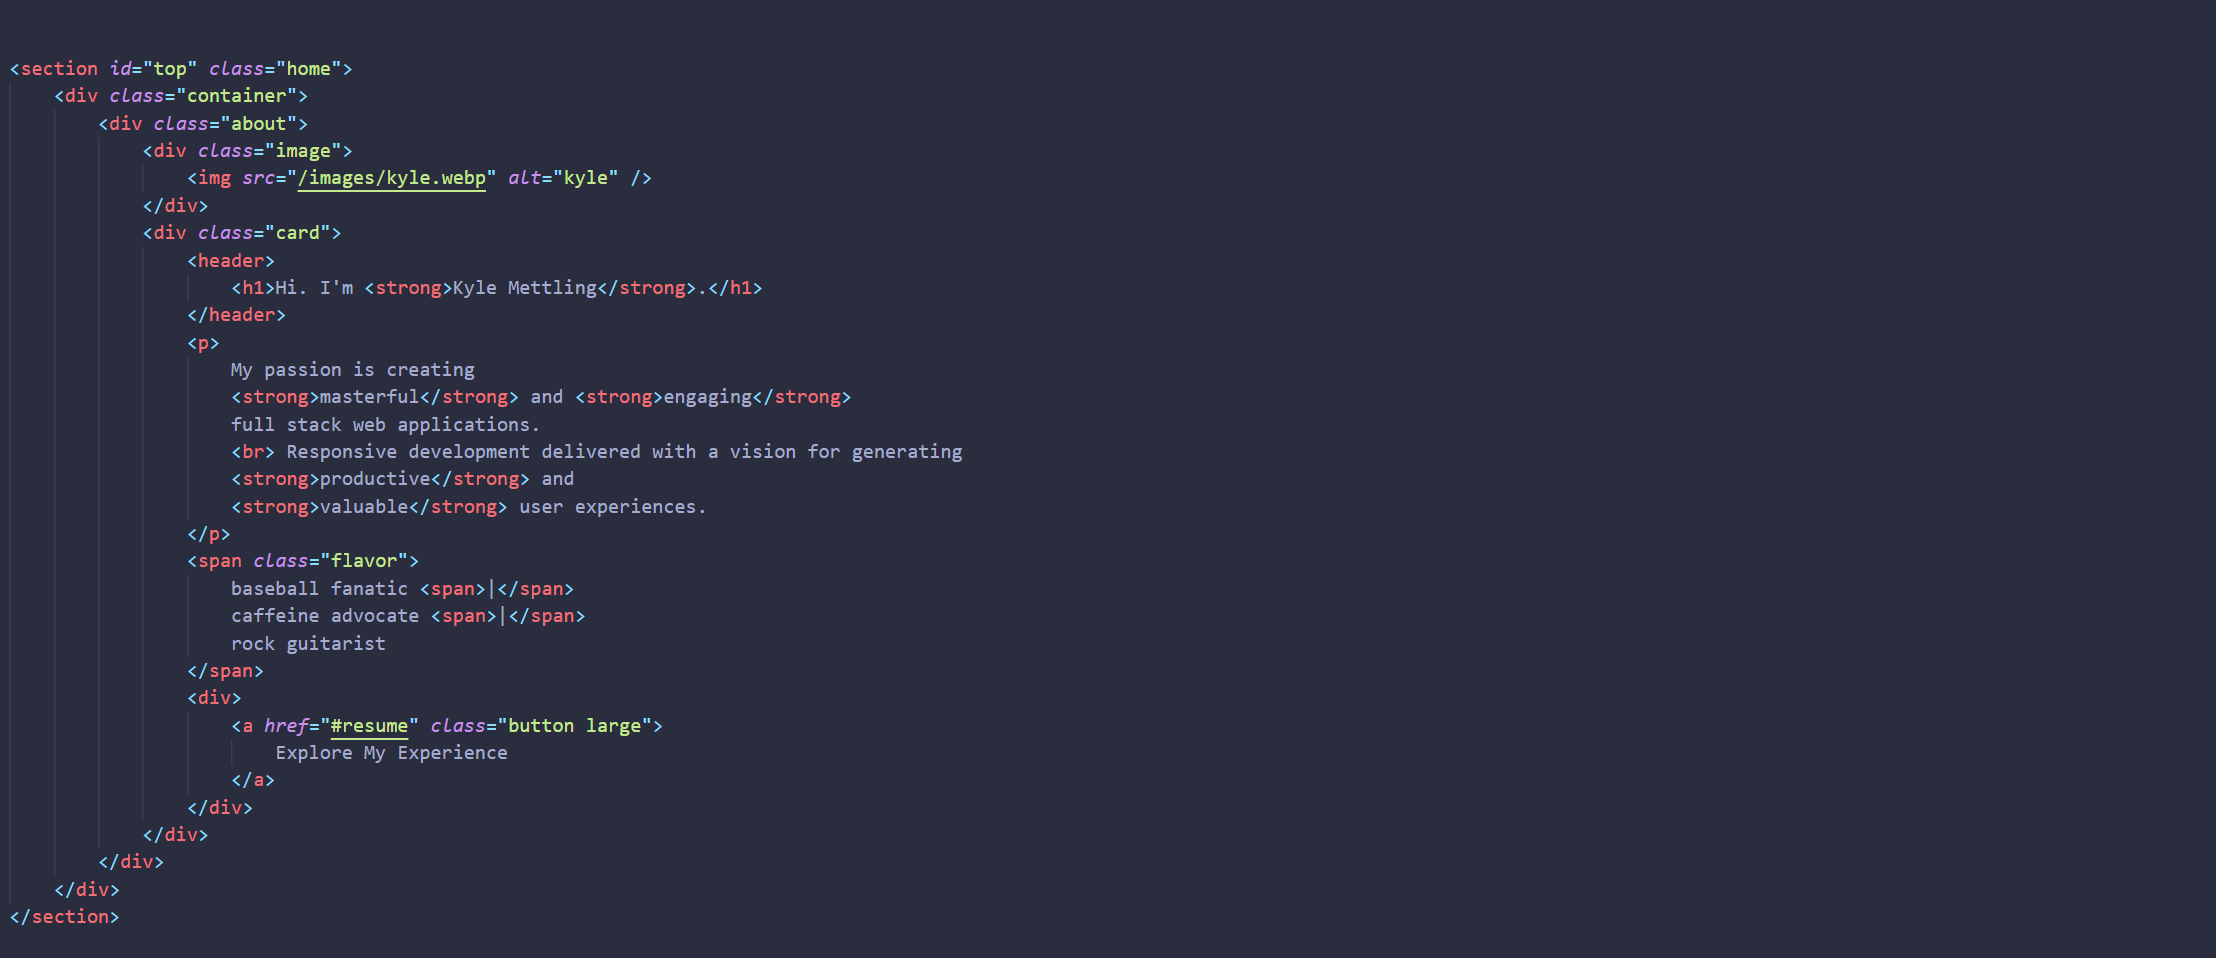 <section id="top" class="home">
    <div class="container">
        <div class="about">
            <div class="image">
                <img src="/images/kyle.webp" alt="kyle" />
            </div>
            <div class="card">
                <header>
                    <h1>Hi. I'm <strong>Kyle Mettling</strong>.</h1>
                </header>
                <p>
                    My passion is creating
                    <strong>masterful</strong> and <strong>engaging</strong>
                    full stack web applications.
                    <br> Responsive development delivered with a vision for generating
                    <strong>productive</strong> and
                    <strong>valuable</strong> user experiences.
                </p>
                <span class="flavor">
                    baseball fanatic <span>|</span>
                    caffeine advocate <span>|</span>
                    rock guitarist
                </span>
                <div>
                    <a href="#resume" class="button large">
                        Explore My Experience
                    </a>
                </div>
            </div>
        </div>
    </div>
</section>